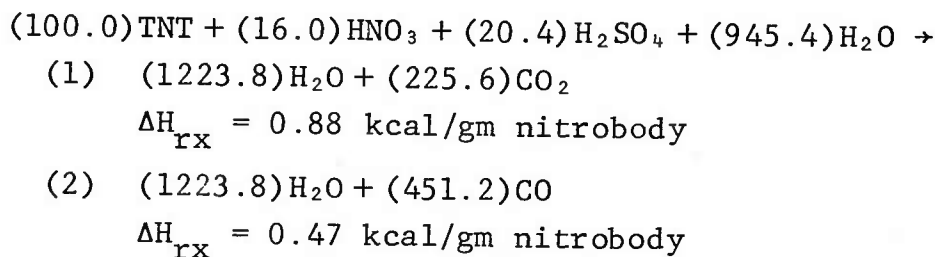 (100.0)TNT + (16.0)HNO₃ + (20.4)H₂SO₄ + (945.4)H₂O →
(1) (1223.8)H₂O + (225.6)CO₂
ΔH_rx = 0.88 kcal/gm nitrobody
(2) (1223.8)H₂O + (451.2)CO
ΔH_rx = 0.47 kcal/gm nitrobody